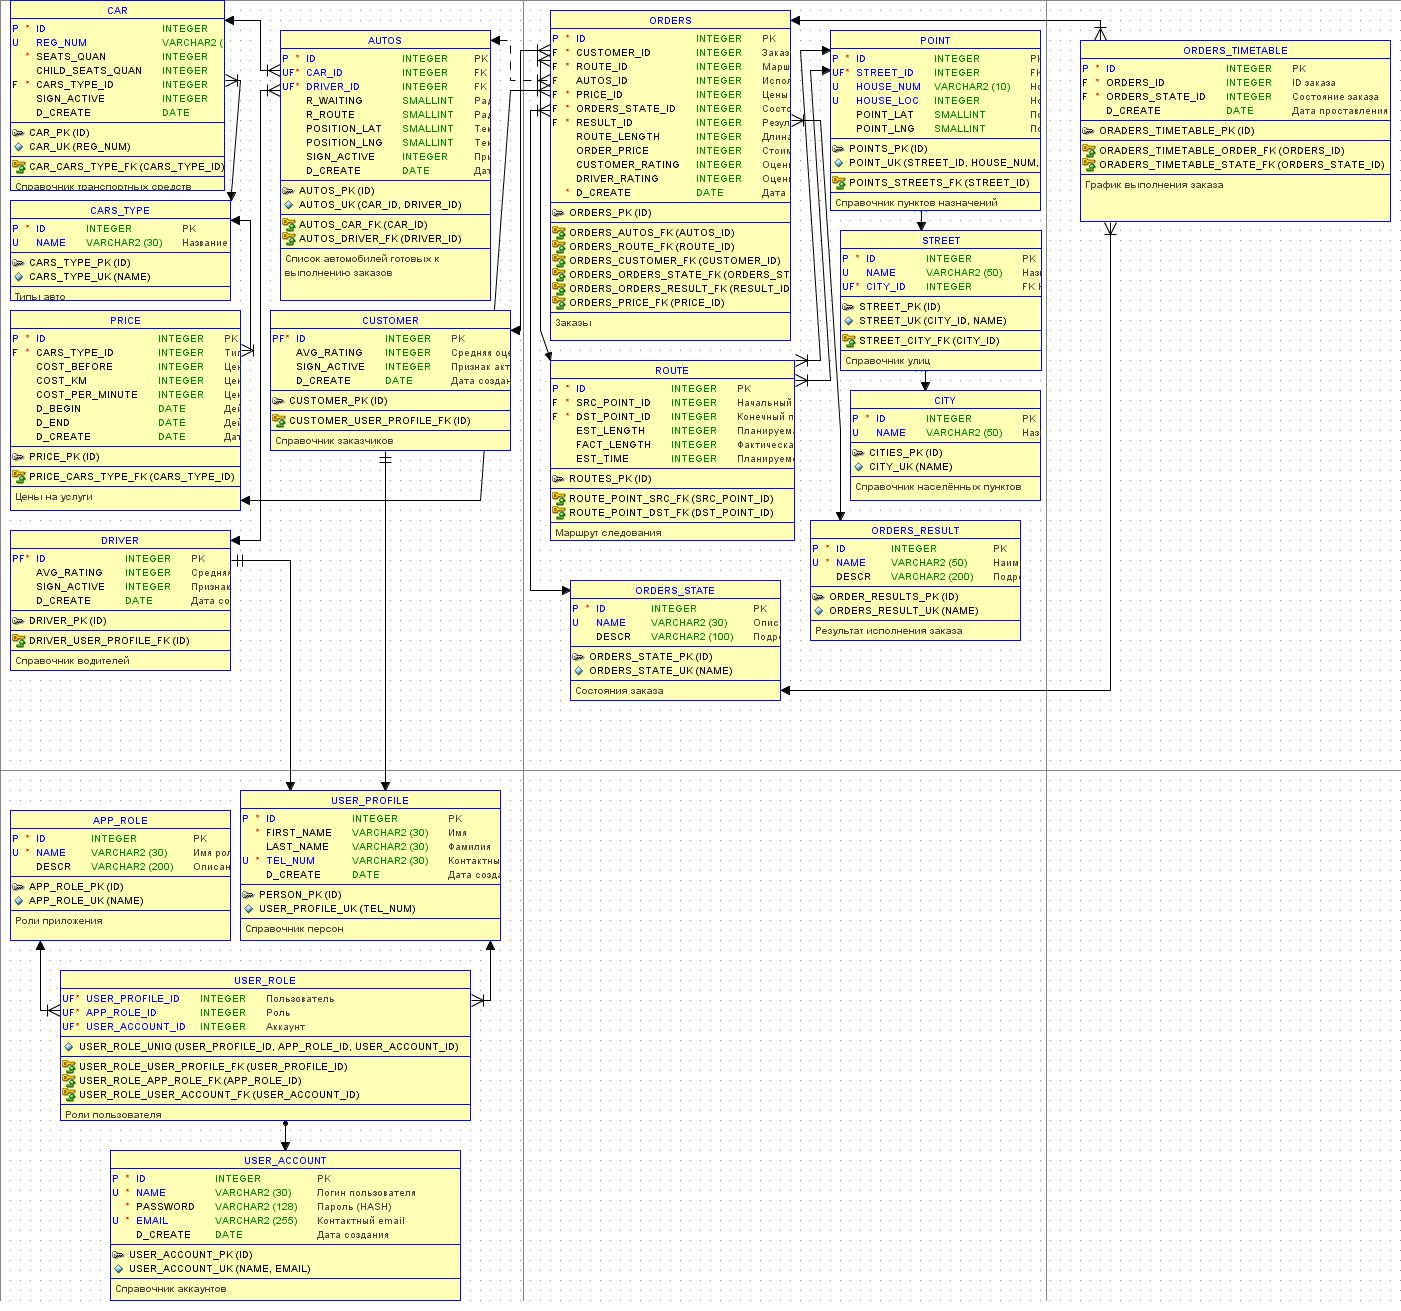 CAR
P * ID INTEGER
U REG_NUM VARCHAR2 (
* SEATS_QUAN INTEGER
CHILD_SEATS_QUAN INTEGER
F * CARS_TYPE_ID INTEGER
SIGN_ACTIVE INTEGER
D_CREATE DATE
CAR_PK (ID)
CAR_UK (REG_NUM)
CAR_CARS_TYPE_FK (CARS_TYPE_ID)
Справочник транспортных средств
CARS_TYPE
P * ID INTEGER PK
U NAME VARCHAR2 (30) Название
CARS_TYPE_PK (ID)
CARS_TYPE_UK (NAME)
Типы авто
PRICE
P * ID INTEGER PK
F * CARS_TYPE_ID INTEGER Тип
COST_BEFORE INTEGER Цен
COST_KM INTEGER Цен
COST_PER_MINUTE INTEGER Цен
D_BEGIN DATE Дей
D_END DATE Дей
D_CREATE DATE Дат
PRICE_PK (ID)
PRICE_CARS_TYPE_FK (CARS_TYPE_ID)
Цены на услуги
DRIVER
PF* ID INTEGER PK
AVG_RATING INTEGER Средняя
SIGN_ACTIVE INTEGER Признак
D_CREATE DATE Дата со
DRIVER_PK (ID)
DRIVER_USER_PROFILE_FK (ID)
Справочник водителей
AUTOS
P * ID INTEGER PK
UF* CAR_ID INTEGER FK
UF* DRIVER_ID INTEGER FK
R_WAITING SMALLINT Рад
R_ROUTE SMALLINT Рад
POSITION_LAT SMALLINT Тек
POSITION_LNG SMALLINT Тек
SIGN_ACTIVE INTEGER При
D_CREATE DATE Дат
AUTOS_PK (ID)
AUTOS_UK (CAR_ID, DRIVER_ID)
AUTOS_CAR_FK (CAR_ID)
AUTOS_DRIVER_FK (DRIVER_ID)
Список автомобилей готовых к
выполнению заказов
CUSTOMER
PF* ID INTEGER PK
AVG_RATING INTEGER Средняя оце
SIGN_ACTIVE INTEGER Признак акт
D_CREATE DATE Дата создан
CUSTOMER_PK (ID)
CUSTOMER_USER_PROFILE_FK (ID)
Справочник заказчиков
ORDERS
P * ID INTEGER PK
F * CUSTOMER_ID INTEGER Заказ
F * ROUTE_ID INTEGER Марш
F AUTOS_ID INTEGER Испол
F * PRICE_ID INTEGER Цены
F * ORDERS_STATE_ID INTEGER Состо
F * RESULT_ID INTEGER Резул
ROUTE_LENGTH INTEGER Длина
ORDER_PRICE INTEGER Стоим
CUSTOMER_RATING INTEGER Оцен
DRIVER_RATING INTEGER Оцен
* D_CREATE DATE Дата
ORDERS_PK (ID)
ORDERS_AUTOS_FK (AUTOS_ID)
ORDERS_ROUTE_FK (ROUTE_ID)
ORDERS_CUSTOMER_FK (CUSTOMER_ID)
ORDERS_ORDERS_STATE_FK (ORDERS_ST
ORDERS_ORDERS_RESULT_FK (RESULT_ID
ORDERS_PRICE_FK (PRICE_ID)
Заказы
ROUTE
P * ID INTEGER PK
F * SRC_POINT_ID INTEGER Начальный
F * DST_POINT_ID INTEGER Конечный п
EST_LENGTH INTEGER Планируем
FACT_LENGTH INTEGER Фактическа
EST_TIME INTEGER Планируем
ROUTES_PK (ID)
ROUTE_POINT_SRC_FK (SRC_POINT_ID)
ROUTE_POINT_DST_FK (DST_POINT_ID)
Маршрут следования
ORDERS_STATE
P * ID INTEGER PK
U NAME VARCHAR2 (30) Опис
DESCR VARCHAR2 (100) Подр
ORDERS_STATE_PK (ID)
ORDERS_STATE_UK (NAME)
Состояния заказа
POINT
P * ID INTEGER PK
UF* STREET_ID INTEGER FK
U HOUSE_NUM VARCHAR2 (10) Но
U HOUSE_LOC INTEGER Но
POINT_LAT SMALLINT По
POINT_LNG SMALLINT По
POINTS_PK (ID)
POINT_UK (STREET_ID, HOUSE_NUM,
POINTS_STREETS_FK (STREET_ID)
Справочник пунктов назначений
STREET
P * ID INTEGER PK
U NAME VARCHAR2 (50) Наз
UF* CITY_ID INTEGER FK
STREET_PK (ID)
STREET_UK (CITY_ID, NAME)
STREET_CITY_FK (CITY_ID)
Справочник улиц
CITY
P * ID INTEGER PK
U NAME VARCHAR2 (50) Наз
CITIES_PK (ID)
CITY_UK (NAME)
Справочник населённых пунктов
ORDERS_RESULT
P * ID INTEGER PK
U * NAME VARCHAR2 (50) Наим
DESCR VARCHAR2 (200) Подр
ORDER_RESULTS_PK (ID)
ORDERS_RESULT_UK (NAME)
Результат исполнения заказа
ORDERS_TIMETABLE
P * ID INTEGER PK
F * ORDERS_ID INTEGER ID заказа
F * ORDERS_STATE_ID INTEGER Состояние заказа
D_CREATE DATE Дата проставления
ORADERS_TIMETABLE_PK (ID)
ORADERS_TIMETABLE_ORDER_FK (ORDERS_ID)
ORADERS_TIMETABLE_STATE_FK (ORDERS_STATE_ID)
График выполнения заказа
APP_ROLE
P * ID INTEGER PK
U * NAME VARCHAR2 (30) Имя рол
DESCR VARCHAR2 (200) Описан
APP_ROLE_PK (ID)
APP_ROLE_UK (NAME)
Роли приложения
USER_PROFILE
P * ID INTEGER PK
* FIRST_NAME VARCHAR2 (30) Имя
LAST_NAME VARCHAR2 (30) Фамилия
U * TEL_NUM VARCHAR2 (30) Контактны
D_CREATE DATE Дата созда
PERSON_PK (ID)
USER_PROFILE_UK (TEL_NUM)
Справочник персон
USER_ROLE
UF* USER_PROFILE_ID INTEGER Пользователь
UF* APP_ROLE_ID INTEGER Роль
UF* USER_ACCOUNT_ID INTEGER Аккаунт
USER_ROLE_UNIQ (USER_PROFILE_ID, APP_ROLE_ID, USER_ACCOUNT_ID)
USER_ROLE_USER_PROFILE_FK (USER_PROFILE_ID)
USER_ROLE_APP_ROLE_FK (APP_ROLE_ID)
USER_ROLE_USER_ACCOUNT_FK (USER_ACCOUNT_ID)
Роли пользователя
USER_ACCOUNT
P * ID INTEGER PK
U * NAME VARCHAR2 (30) Логин пользователя
* PASSWORD VARCHAR2 (128) Пароль (HASH)
U * EMAIL VARCHAR2 (255) Контактный email
D_CREATE DATE Дата создания
USER_ACCOUNT_PK (ID)
USER_ACCOUNT_UK (NAME, EMAIL)
Справочник аккаунтов